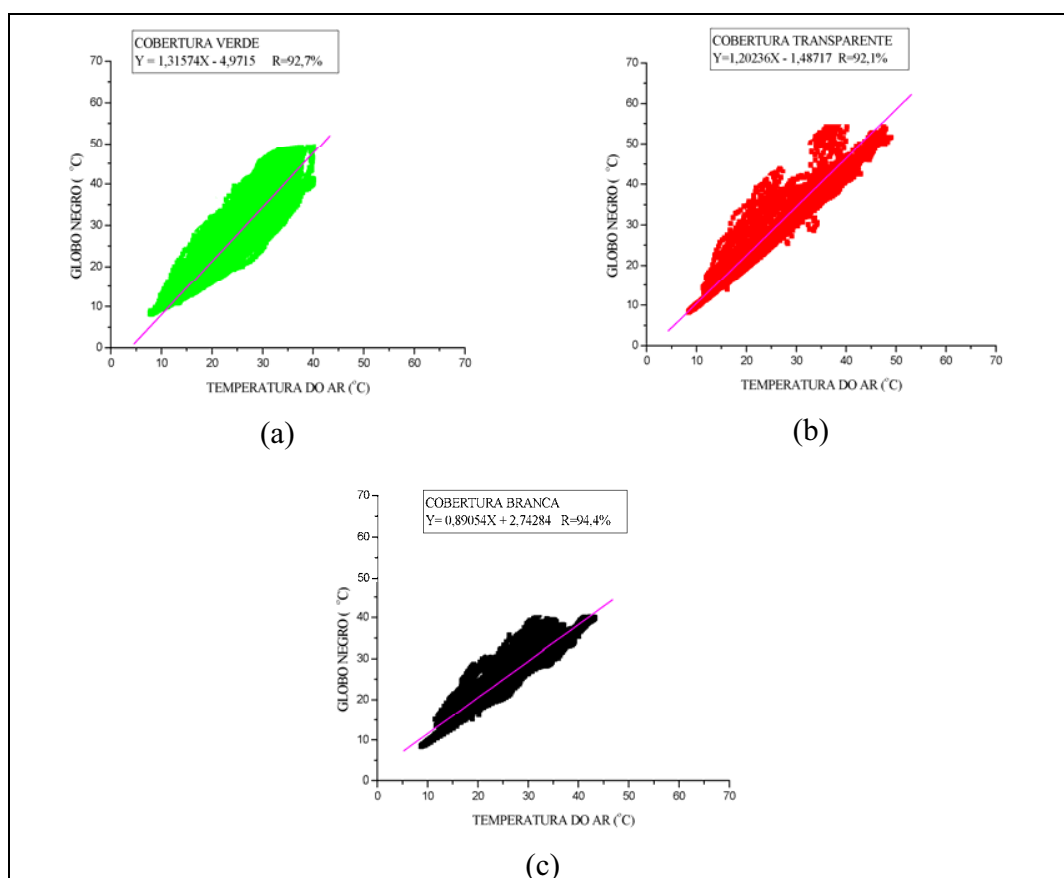 COBERTURA VERDE
Y = 1,31574X - 4,9715 R=92,7%
70
60
50
40
30
20
10
0
GLOBO NEGRO ( °C)
0 10 20 30 40 50 60 70
TEMPERATURA DO AR (°C)
(a)
COBERTURA TRANSPARENTE
Y=1,20236X - 1,48717 R=92,1%
70
60
50
40
30
20
10
0
GLOBO NEGRO ( °C)
0 10 20 30 40 50 60 70
TEMPERATURA DO AR (°C)
(b)
COBERTURA BRANCA
Y= 0,89054X + 2,74284 R=94,4%
70
60
50
40
30
20
10
0
GLOBO NEGRO ( °C)
0 10 20 30 40 50 60 70
TEMPERATURA DO AR (°C)
(c)